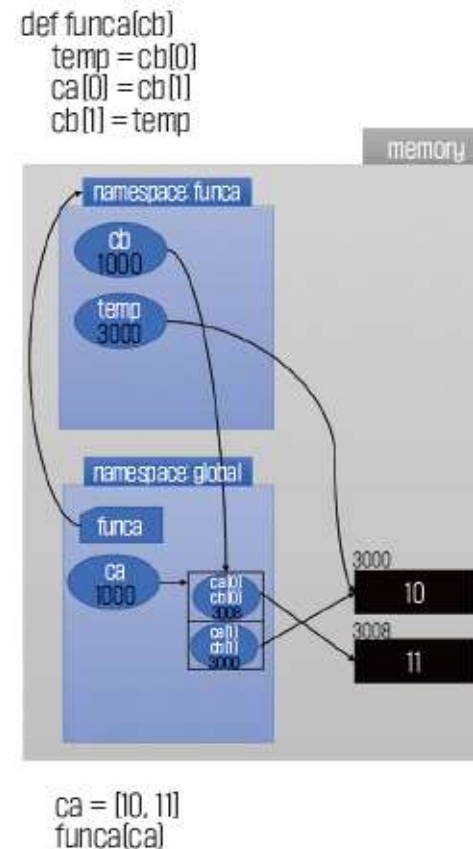 def funca(cb)
temp = cb[0]
ca[0] = cb[1]
cb[1] = temp
memory
namespace: funca
cb
1000
temp
3000
namespace: global
funca
ca
1000
ca[0]
cb[0]
3008
ca[1]
cb[1]
3000
3000
10
3008
11
ca = [10, 11]
funca(ca)